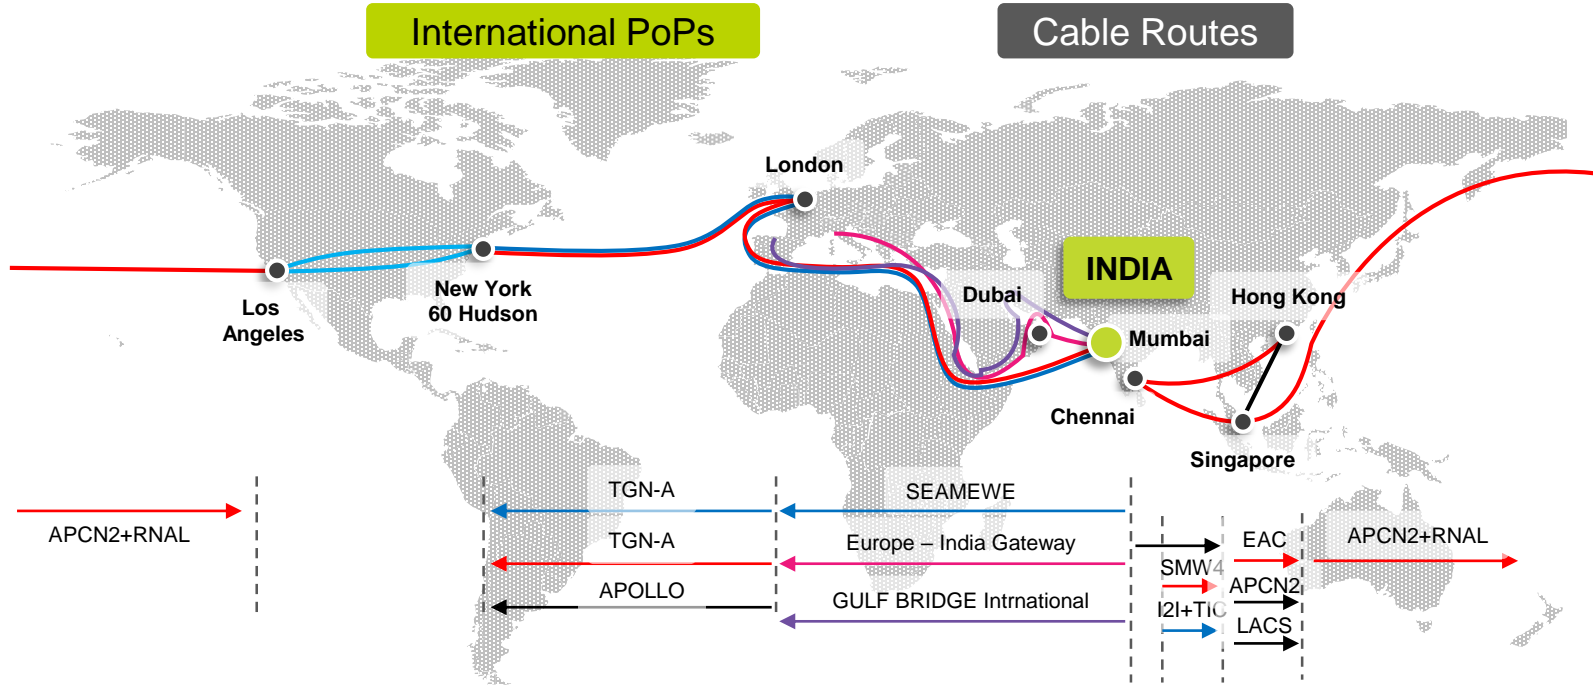 International PoPs
Cable Routes
London
INDIA
Dubai
Hong Kong
New York
60 Hudson
Los
Angeles
Mumbai
Chennai
Singapore
TGN-A
SEAMEWE
APCN2+RNAL
TGN-A
Europe – India Gateway
EAC
APCN2+RNAL
SMW4
APCN2
APOLLO
GULF BRIDGE Intrnational
I2I+TIC
LACS